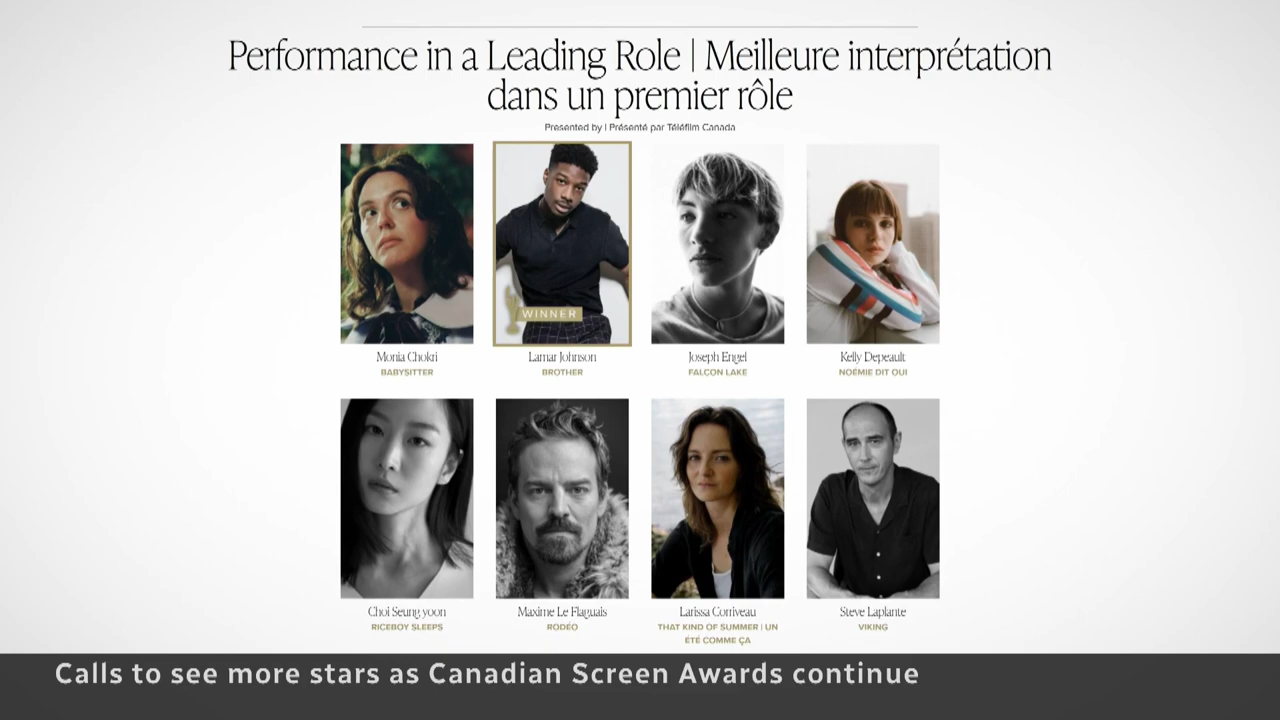 Performance in a Leading Role | Meilleure interprétation
dans un premier rôle
Presented by | Présenté par Téléfilm Canada
WINNER
Monia Chokri
Lamar Johnson
Joseph Engel
Kelly Depeault
BABYSITTER
BROTHER
FALCON LAKE
NOÉMIE DIT OUI
Choi Seung yoon
Maxime Le Flaguais
Larissa Corriveau
Steve Laplante
RICEBOY SLEEPS
RODÉO
THAT KIND OF SUMMER | UN
ÉTÉ COMME ÇA
VIKING
Calls to see more stars as Canadian Screen Awards continue